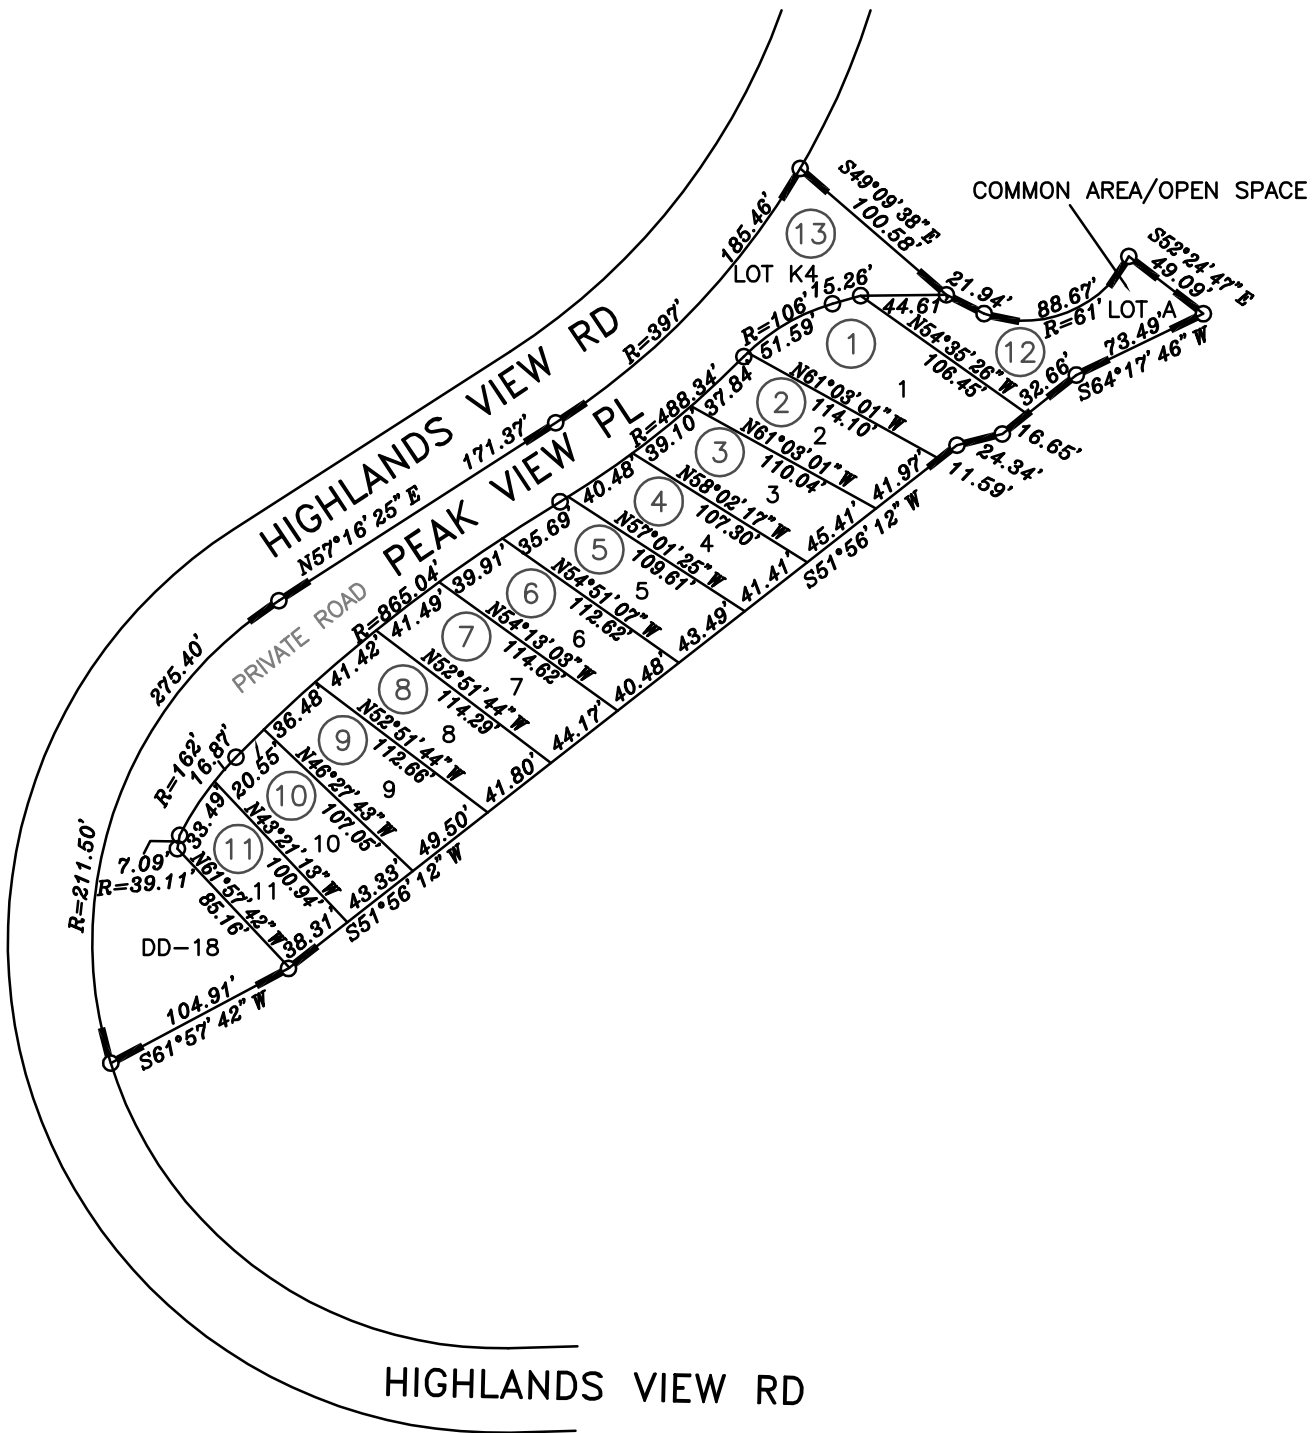 COMMON AREA/OPEN SPACE
S49°09'38"E
100.58'
S52°24'47"E
49.09'
185.46'
13
LOT K4
21.94'
88.67'
R=61'
LOT A
15.26'
44.61'
R=106'
51.59'
1
N54°35'26"W
106.45'
12
73.49'
S64°17'46"W
32.66'
16.65'
24.34'
11.59'
HIGHLANDS VIEW RD
R=397'
171.37'
N57°16'25"E
PEAK VIEW PL
PRIVATE ROAD
R=488.34'
37.84'
N61°03'01"W
114.10'
1
2
39.10'
N61°03'01"W
110.04'
2
41.97'
3
40.48'
N58°02'17"W
107.30'
3
45.41'
S51°56'12"W
4
N57°01'25"W
109.61'
4
41.41'
35.69'
5
N54°51'07"W
112.62'
5
43.49'
R=865.04'
39.91'
6
N54°13'03"W
114.62'
6
40.48'
41.49'
7
N52°51'44"W
114.29'
7
44.17'
41.42'
8
N52°51'44"W
112.66'
8
41.80'
36.48'
9
N46°27'43"W
107.05'
9
49.50'
275.40'
R=162'
16.87'
20.55'
10
N43°21'13"W
100.94'
10
43.33'
S51°56'12"W
33.49'
11
7.09'
R=39.11'
N61°57'42"W
85.16'
11
38.31'
R=211.50'
DD-18
104.91'
S61°57'42"W
HIGHLANDS VIEW RD